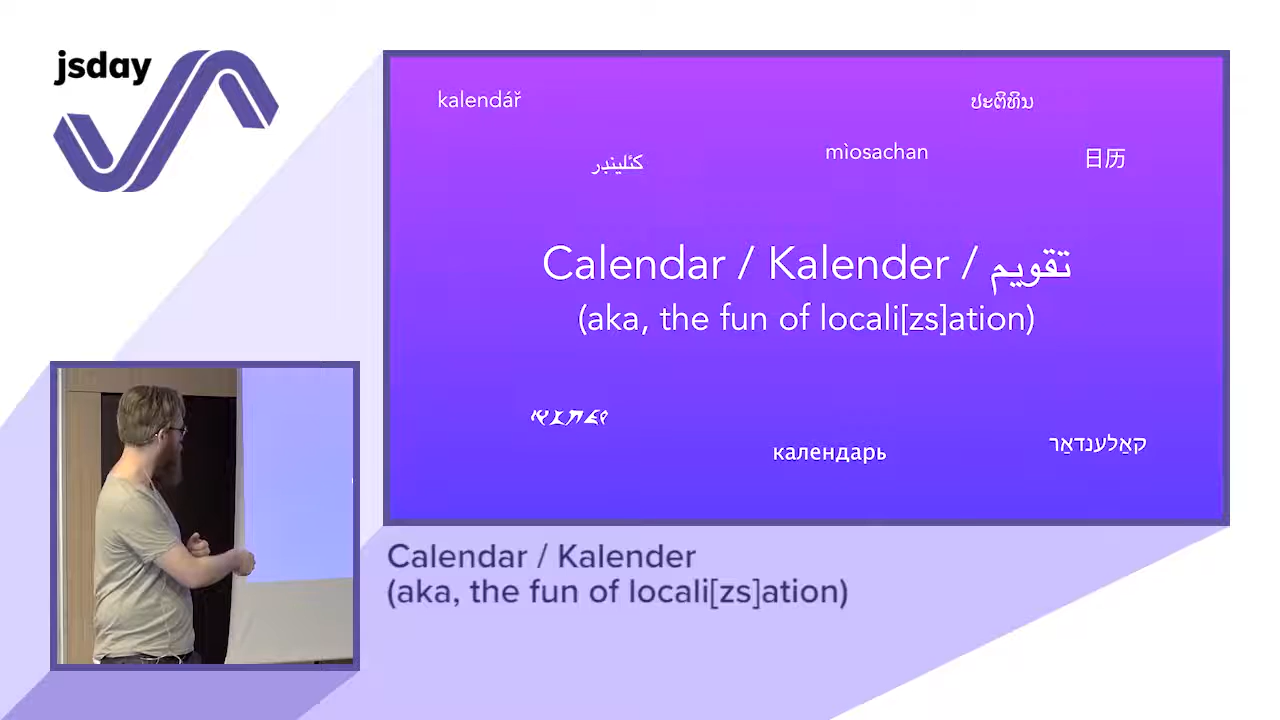 jsday
kalendář
ປະຕິທິນ
mìosachan
日历
Calendar / Kalender / تقويم
(aka, the fun of locali[zs]ation)
календарь
קאַלענדאַר
Calendar / Kalender
(aka, the fun of locali[zs]ation)